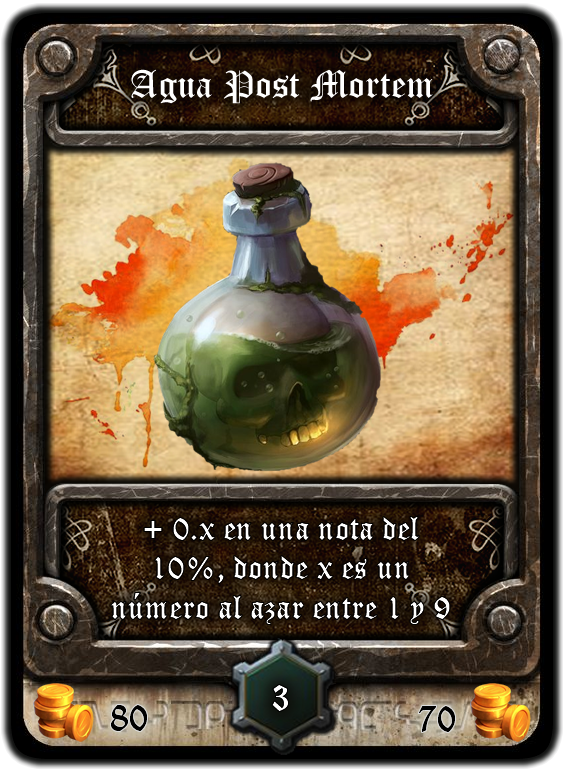 Agua Post Mortem
+ 0.x en una nota del
10%, donde x es un
número al azar entre 1 y 9
80
3
70